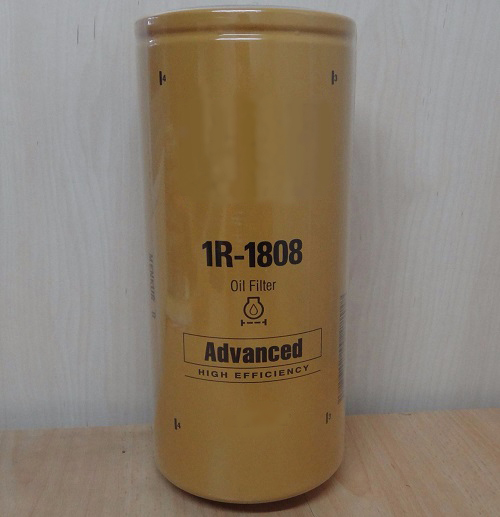 1R-1808
Oil Filter
Advanced
HIGH EFFICIENCY